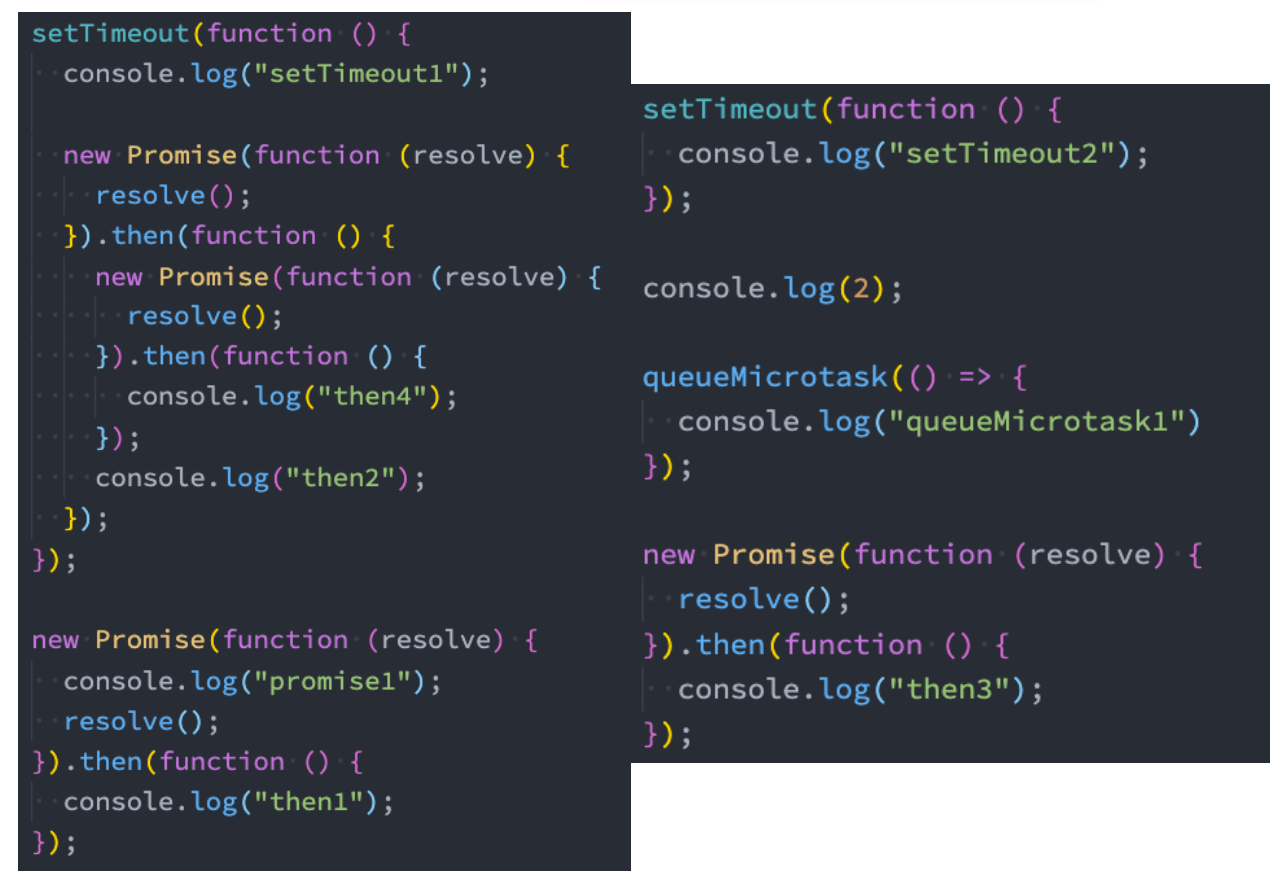 setTimeout(function () {
  console.log("setTimeout1");

  new Promise(function (resolve) {
    resolve();
  }).then(function () {
    new Promise(function (resolve) {
      resolve();
    }).then(function () {
      console.log("then4");
    });
    console.log("then2");
  });
});

new Promise(function (resolve) {
  console.log("promise1");
  resolve();
}).then(function () {
  console.log("then1");
});

setTimeout(function () {
  console.log("setTimeout2");
});

console.log(2);

queueMicrotask(() => {
  console.log("queueMicrotask1")
});

new Promise(function (resolve) {
  resolve();
}).then(function () {
  console.log("then3");
});